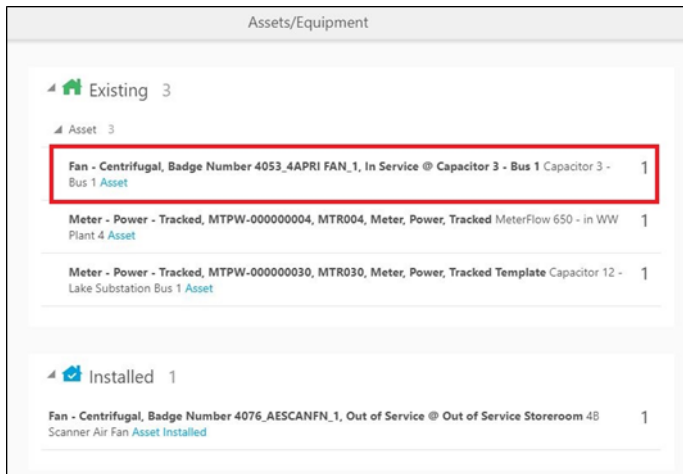 Assets/Equipment
Existing 3
Asset 3
Fan - Centrifugal, Badge Number 4053_4APRI FAN_1, In Service @ Capacitor 3 - Bus 1 Capacitor 3 - 1
Bus 1 Asset
Meter - Power - Tracked, MTPW-000000004, MTR004, Meter, Power, Tracked MeterFlow 650 - in WW 1
Plant 4 Asset
Meter - Power - Tracked, MTPW-000000030, MTR030, Meter, Power, Tracked Template Capacitor 12 - 1
Lake Substation Bus 1 Asset
Installed 1
Fan - Centrifugal, Badge Number 4076_AESCANFN_1, Out of Service @ Out of Service Storeroom 4B 1
Scanner Air Fan Asset Installed